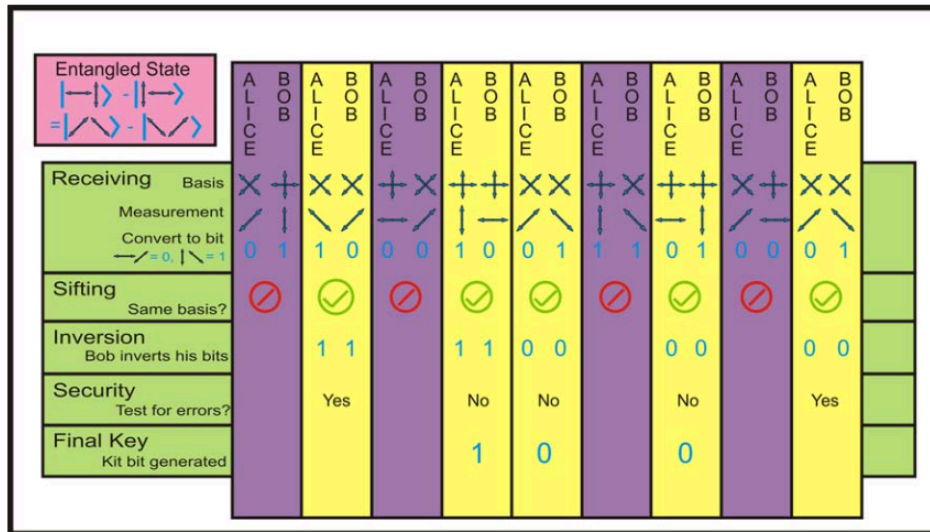 Entangled State
ALICE BOB ALICE BOB ALICE BOB ALICE BOB ALICE BOB ALICE BOB ALICE BOB ALICE BOB ALICE BOB
Receiving Basis
Measurement
Convert to bit
= 0, = 1
0 1 1 0 0 0 1 0 0 1 1 1 0 1 0 0 0 1
Sifting
Same basis?
Inversion
Bob inverts his bits
1 1 1 1 0 0 0 0 0 0
Security
Test for errors?
Yes No No No Yes
Final Key
Kit bit generated
1 0 0